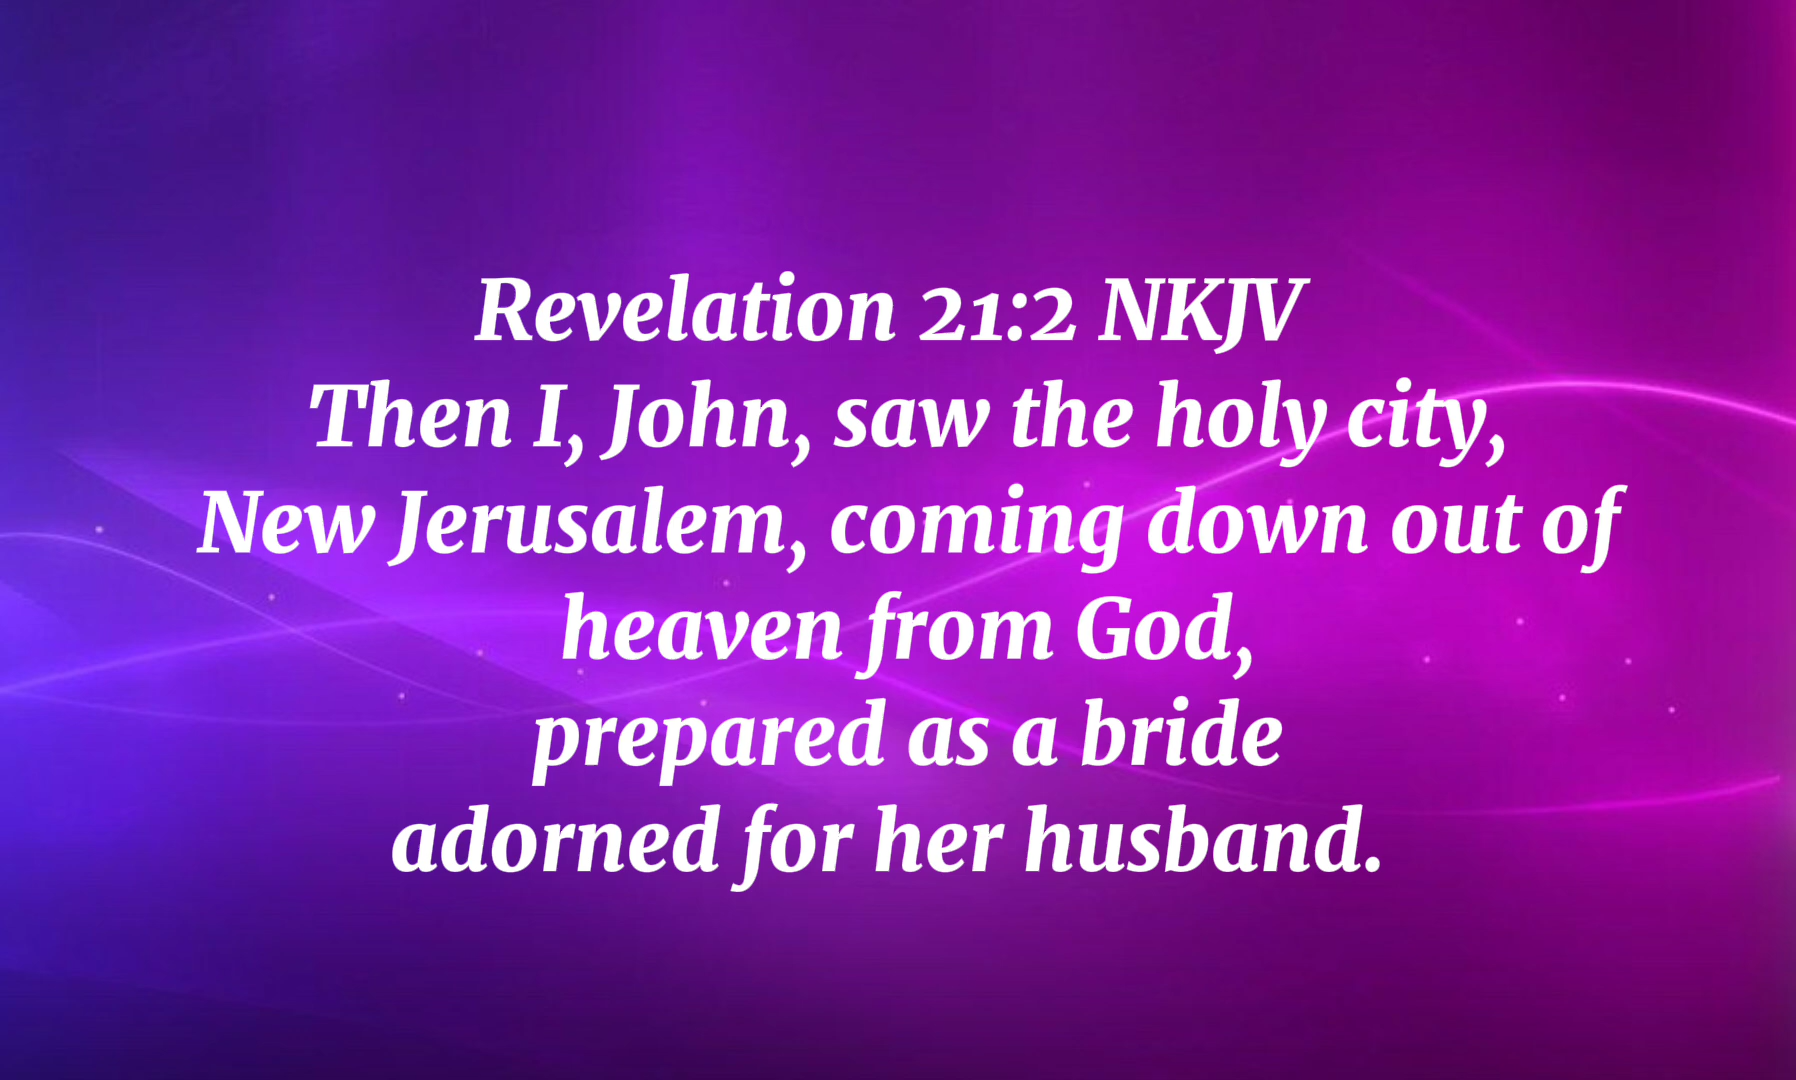 Revelation 21:2 NKJV
Then I, John, saw the holy city,
New Jerusalem, coming down out of
heaven from God,
prepared as a bride
adorned for her husband.